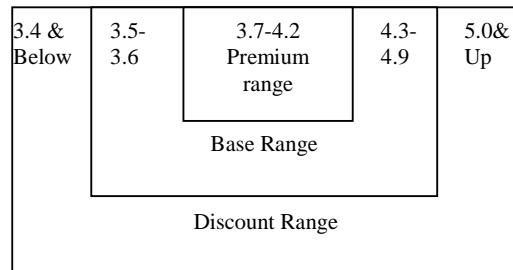 3.4 & 3.5- 3.7-4.2 4.3- 5.0&
Below 3.6 Premium 4.9 Up
range
Base Range
Discount Range